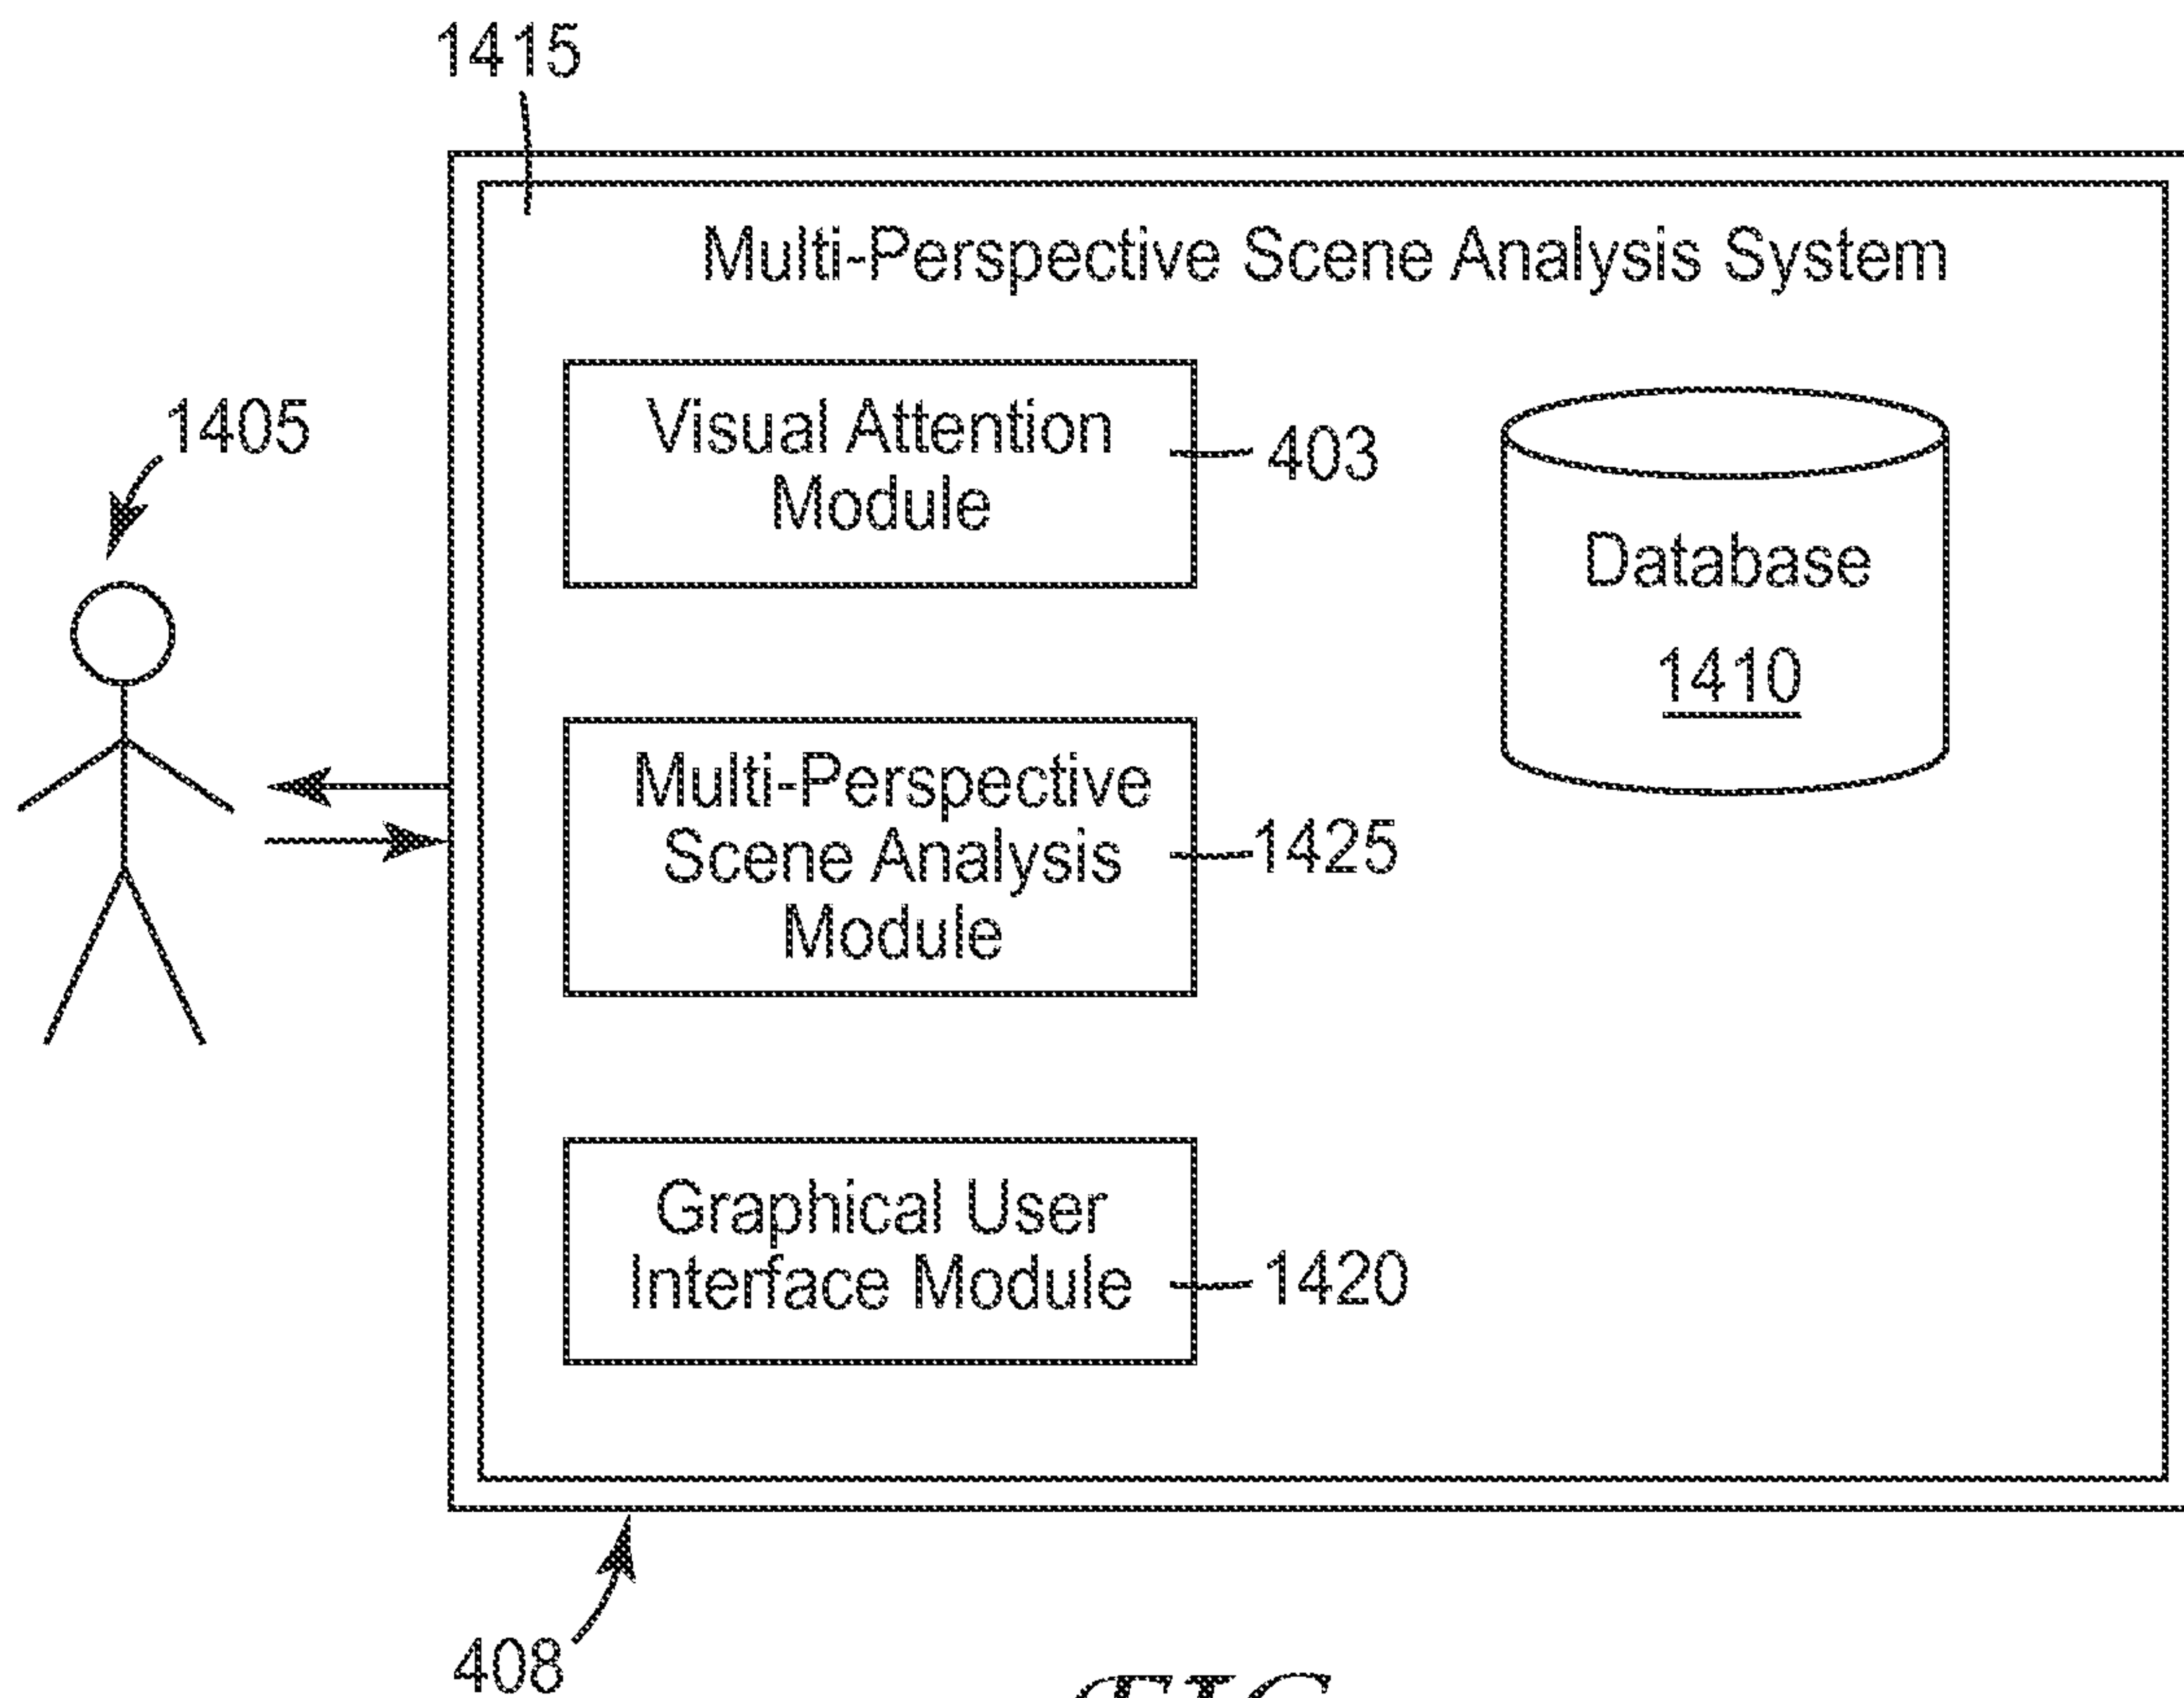 1415
Multi-Perspective Scene Analysis System
1405
Visual Attention
Module
403
Database
1410
Multi-Perspective
Scene Analysis
Module
1425
Graphical User
Interface Module
1420
408
FIG